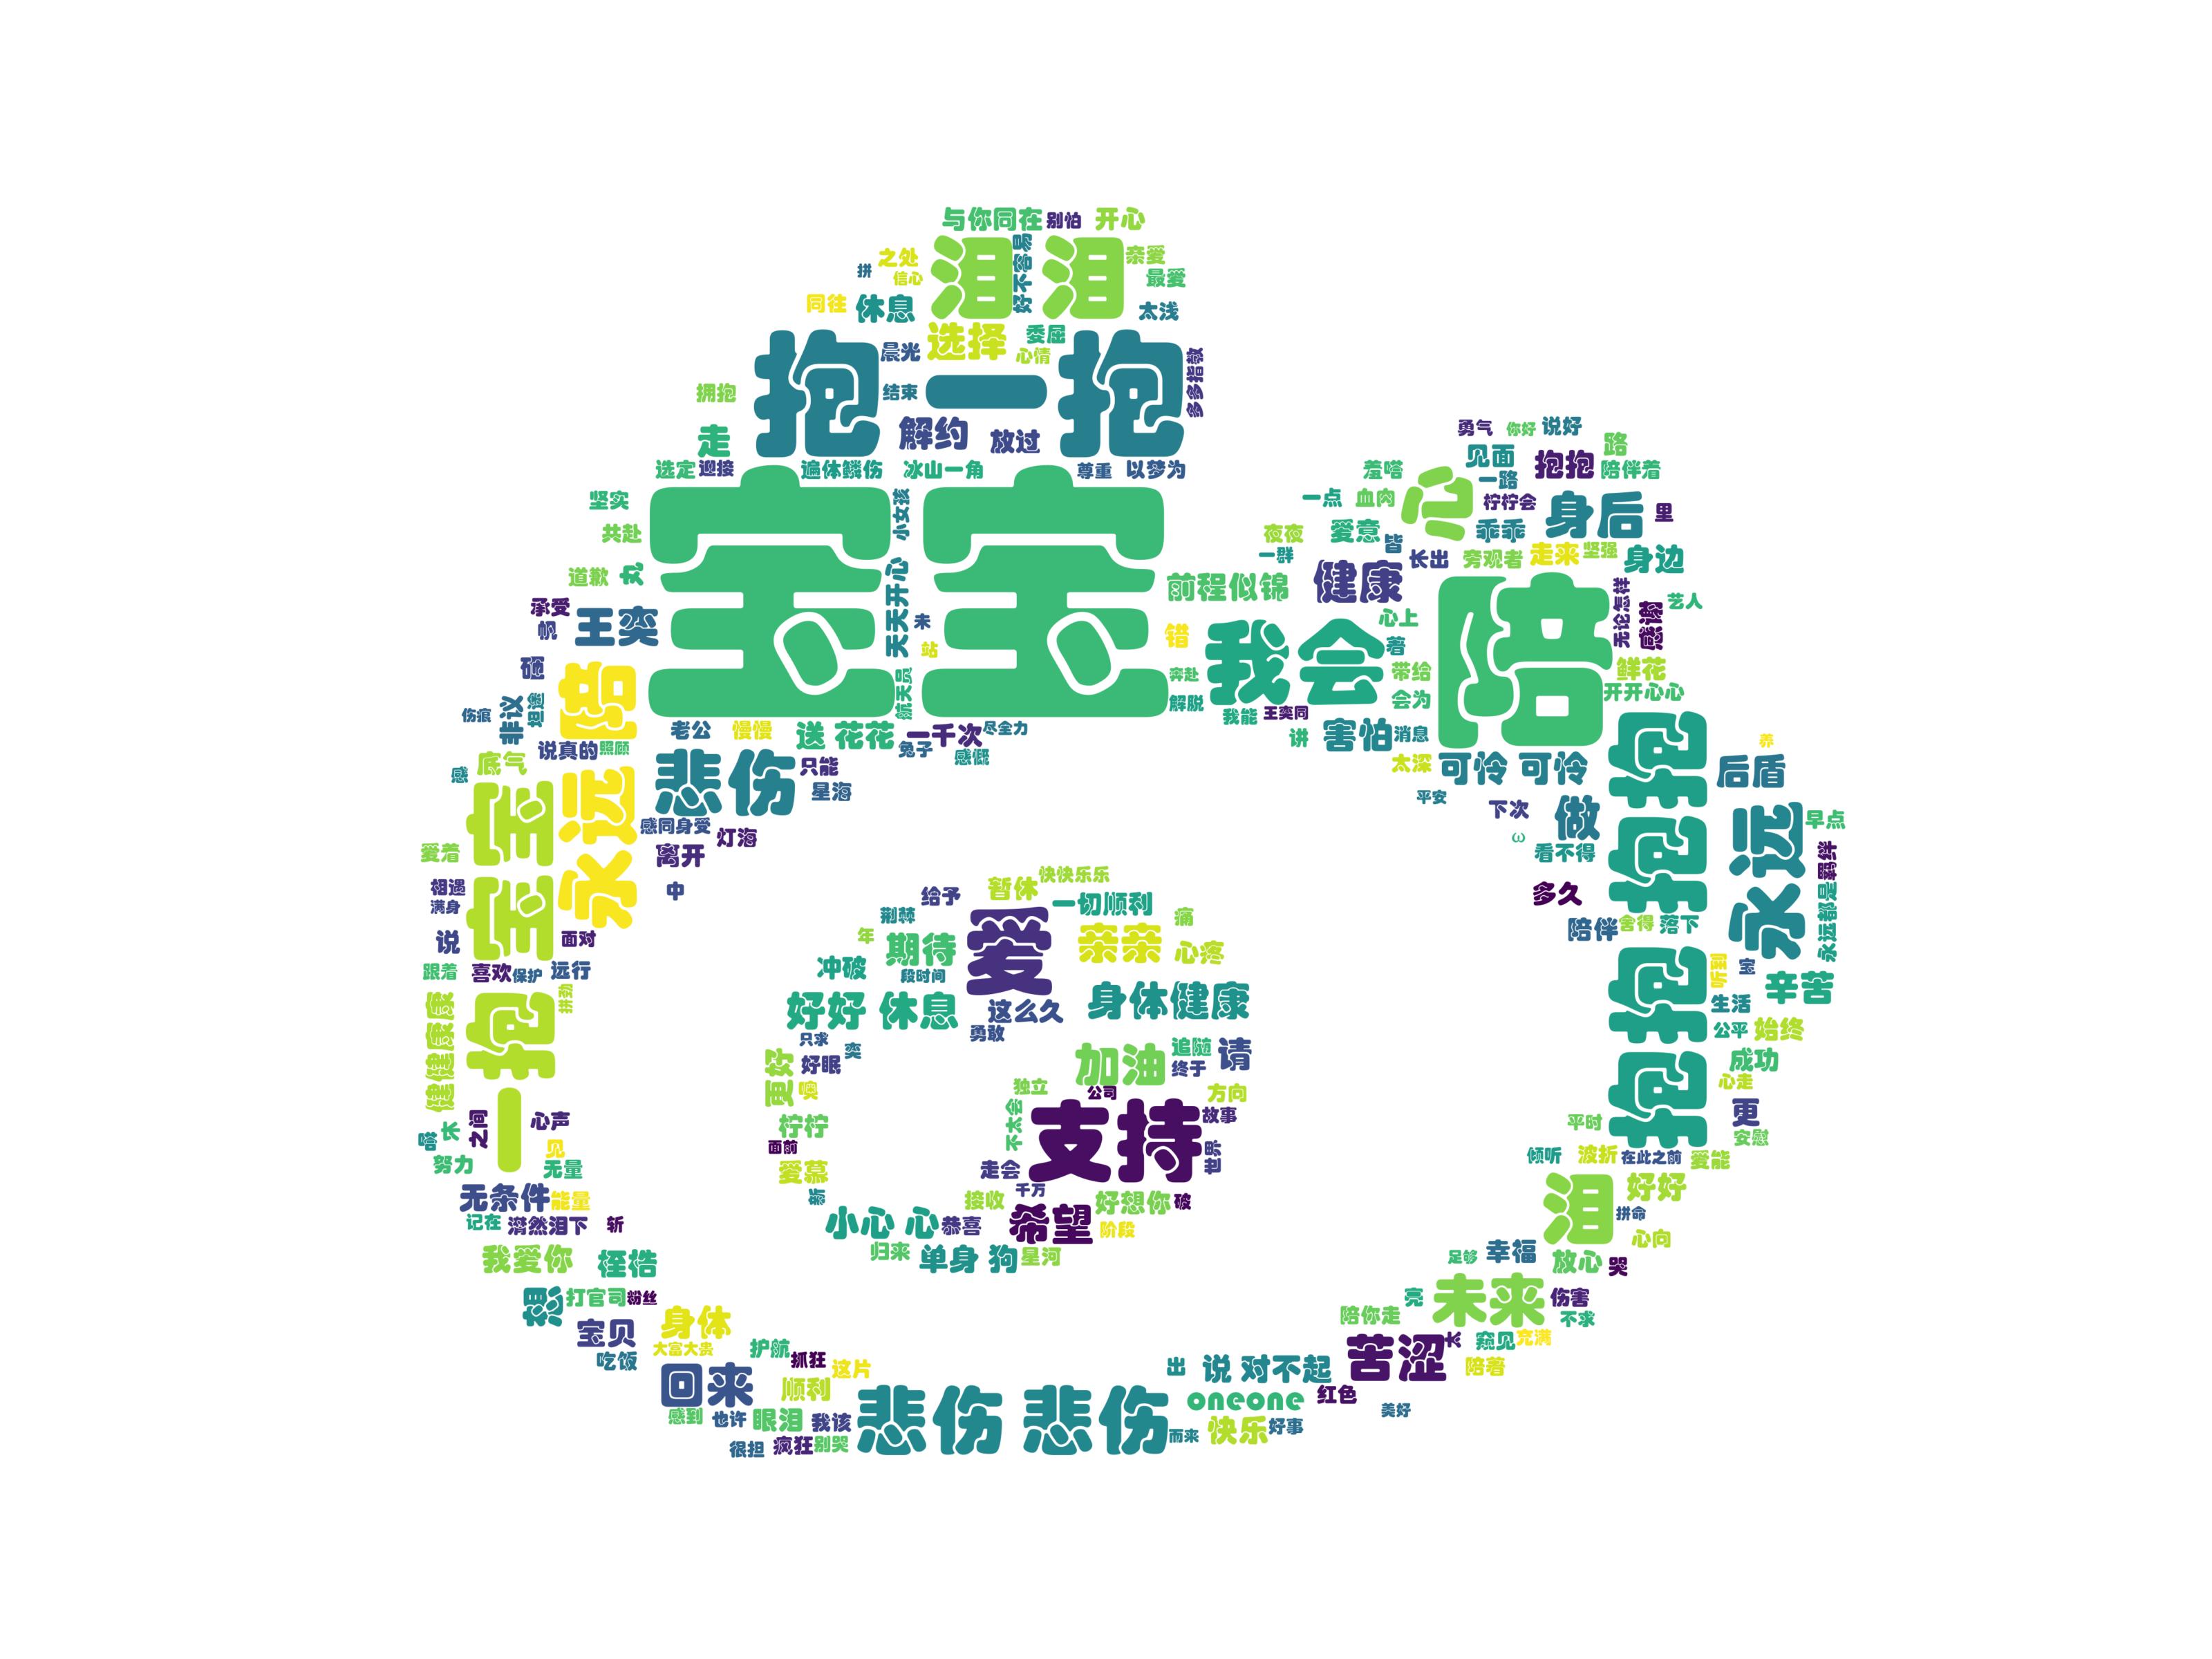 与你同在 别怕 开心
泪 好不容易 泪 亲爱
之处
拼 信心 最爱
同往 休息 太浅
选择 委屈
抱一抱
晨光 心情 多多指教
拥抱 结束
走 解约 放过
选定 迎接 遍体鳞伤 冰山一角 尊重 以梦为
勇气 你好 说好
路
见面 抱抱 陪伴着
羞嗒 心 一路
一点 血肉 柠柠会 身后 里
坚实 宝宝 小女孩
共赴 夜夜 爱意 皆 乖乖
一群 长出 旁观者 走来 坚强 身边
道歉 丸 天天开心 前程似锦 健康
承受 陪 无论怎样 感谢 艺人
帆 王奕 未 错 我会 心上
站 著
砸 陪 航天员 奔赴 带给 鲜花
伤痕 非议 坦途 解脱 会为 开开心心
我能 王奕同
老公 慢慢 送 花花 一千次 尽全力 讲 害怕 消息
说真的 照顾 兔子 感慨 养
感 底气 悲伤 只能 太深 可怜 可怜 抱抱 后盾
星海 平安
宝宝 永远 感同身受 灯海 下次 做 永远 早点
爱着 离开 ω 看不得 羁绊
相遇 中 多久 永远都是
满身 快快乐乐
给予 暂休 一切顺利
荆棘 爱 痛 陪伴 舍得 落下
说 面对 年 期待 亲亲 心疼 抱抱 听到 宝
跟着 喜欢 保护 远行 冲破 段时间 辛苦
健健康康 抱一 好好 休息 这么久 身体健康 生活
勇敢 公平 始终
只求 奕 加油 追随 请 成功
更好 好眠 终于
噢 独立 公司 方向 心走
嗒 长 之间 心声 柠柠 不太会 支持 故事 平时 更
见 面前 安慰
努力 无量 爱慕 走会 世界 倾听 波折 在此之前 爱能
无条件 能量 新 千万
接收 好想你 破 泪 好好
记在 潸然泪下 斩 小心 心 恭喜 希望 阶段 拼命
心向
我爱你 桎梏 归来 单身 狗 星河 足够 幸福 放心 哭
想 打官司 粉丝 亮 未来 伤害
宝贝 身体 陪你走 不求
吃饭 大富大贵 护航 苦涩 太 窥见 充满
抓狂 这片 出 说 对不起 陪著
回来 顺利 悲伤 悲伤 oneone 红色
感到 也许 眼泪 我该 美好
很担 疯狂 别哭 而来 快乐 好事